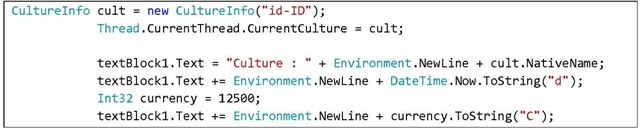 CultureInfo cult = new CultureInfo("id-ID");
Thread.CurrentThread.CurrentCulture = cult;
textBlock1.Text = "Culture : " + Environment.NewLine + cult.NativeName;
textBlock1.Text += Environment.NewLine + DateTime.Now.ToString("d");
Int32 currency = 12500;
textBlock1.Text += Environment.NewLine + currency.ToString("C");